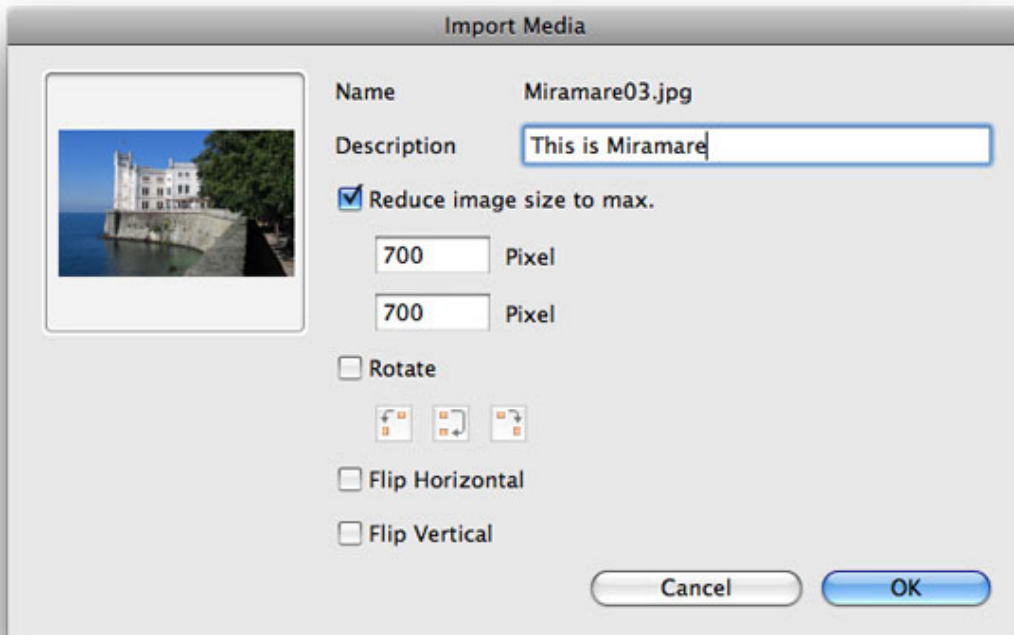 Import Media
Name Miramare03.jpg
Description This is Miramare
Reduce image size to max.
700 Pixel
700 Pixel
Rotate
Flip Horizontal
Flip Vertical
Cancel OK